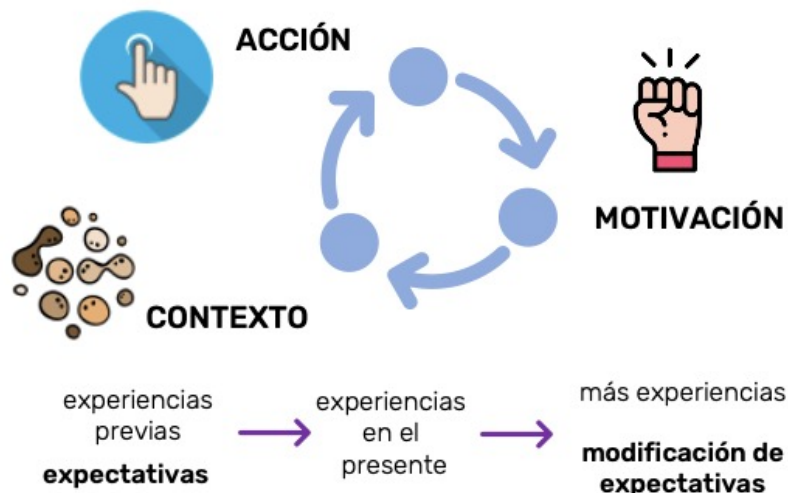 ACCIÓN
MOTIVACIÓN
CONTEXTO
experiencias
previas
expectativas
experiencias
en el
presente
más experiencias
modificación de
expectativas